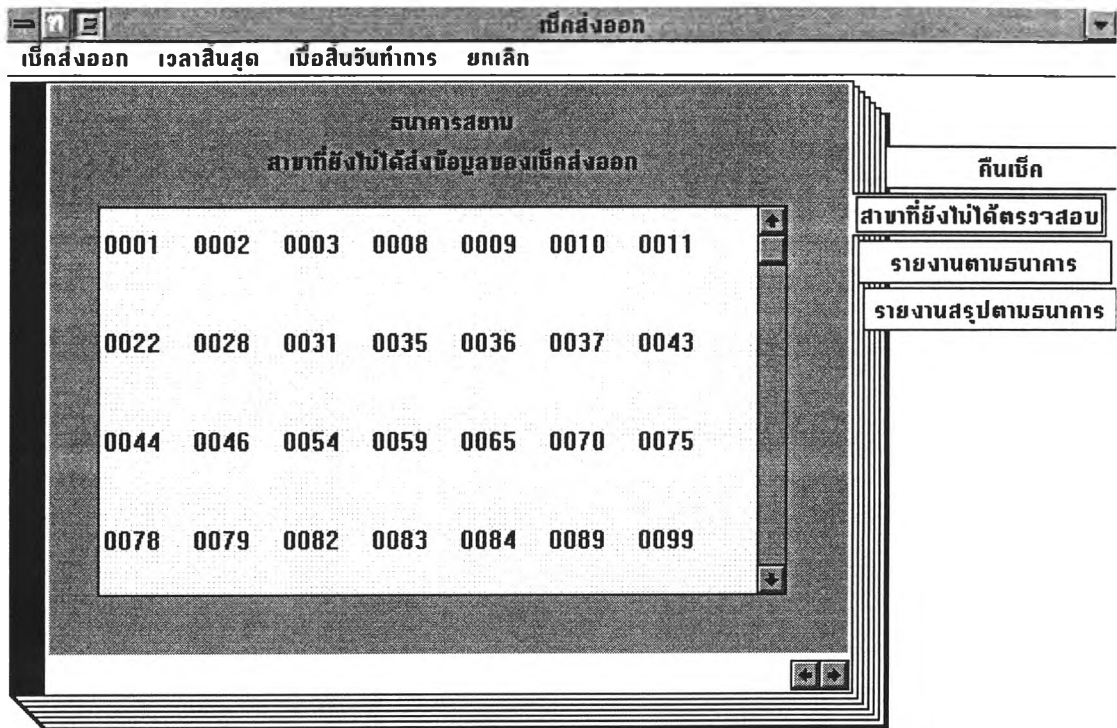 เช็คส่งออก
เช็คส่งออก เวลาสิ้นสุด เมื่อสิ้นวันทำการ ยกเลิก
ธนาคารสยาม
สาขาที่ยังไม่ได้ส่งข้อมูลของเช็คส่งออก
0001 0002 0003 0008 0009 0010 0011
0022 0028 0031 0035 0036 0037 0043
0044 0046 0054 0059 0065 0070 0075
0078 0079 0082 0083 0084 0089 0099
คืนเช็ค
สาขาที่ยังไม่ได้ตรวจสอบ
รายงานตามธนาคาร
รายงานสรุปตามธนาคาร